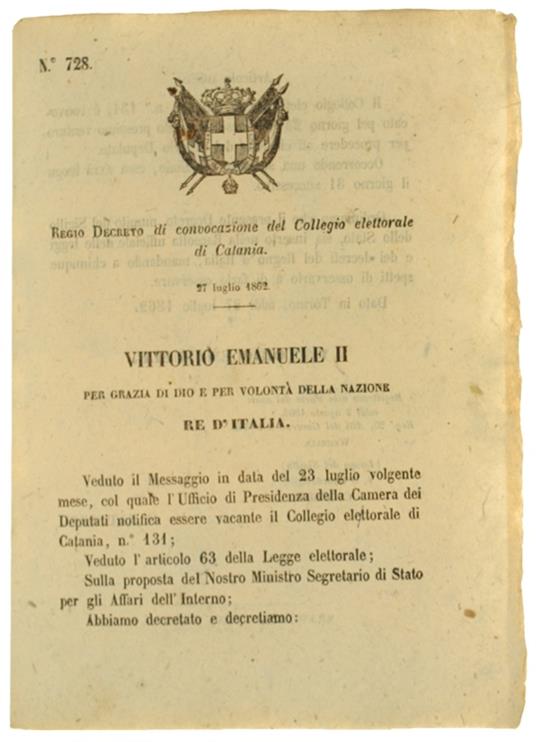 N.° 728.
REGIO DECRETO di convocazione del Collegio elettorale
di Catania.
27 luglio 1862.
VITTORIO EMANUELE II
PER GRAZIA DI DIO E PER VOLONTÀ DELLA NAZIONE
RE D'ITALIA.
Veduto il Messaggio in data del 23 luglio volgente
mese, col quale l'Ufficio di Presidenza della Camera dei
Deputati notifica essere vacante il Collegio elettorale di
Catania, n.° 131;
Veduto l'articolo 63 della Legge elettorale;
Sulla proposta del Nostro Ministro Segretario di Stato
per gli Affari dell'Interno;
Abbiamo decretato e decretiamo: